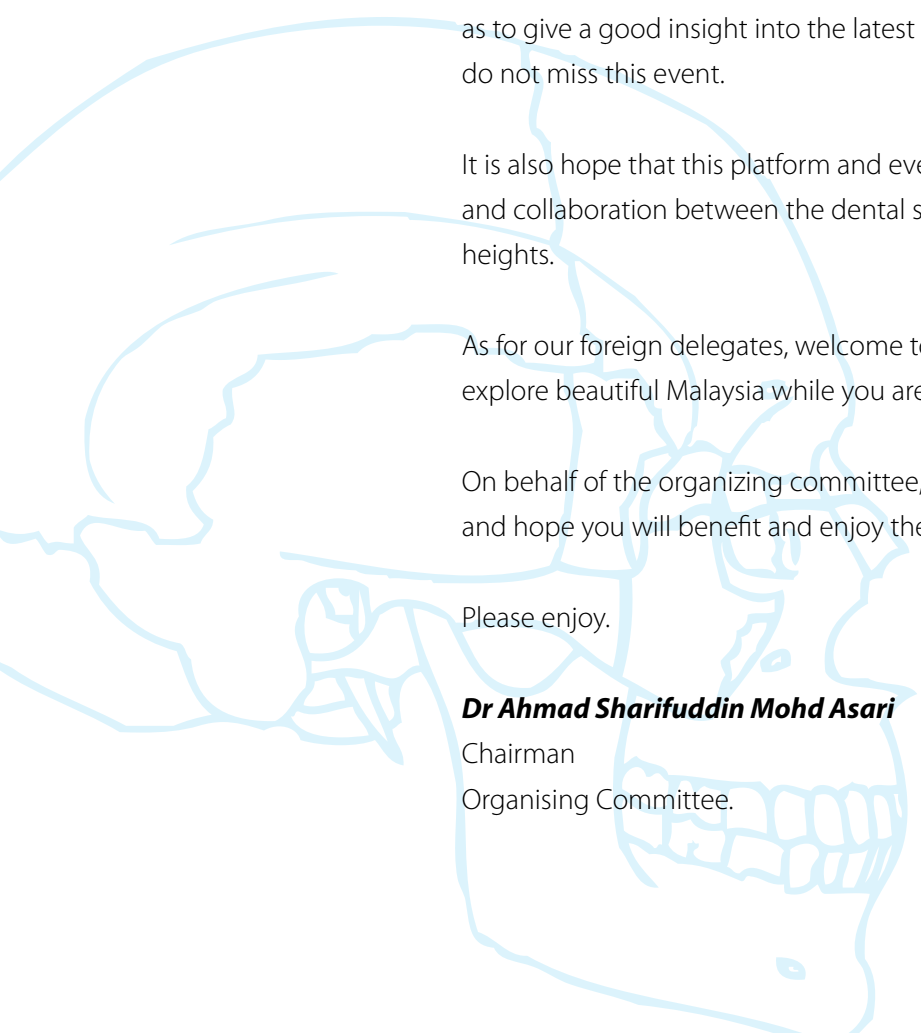 as to give a good insight into the latest
do not miss this event.
It is also hope that this platform and eve
and collaboration between the dental s
heights.
As for our foreign delegates, welcome to
explore beautiful Malaysia while you are
On behalf of the organizing committee,
and hope you will benefit and enjoy the
Please enjoy.
Dr Ahmad Sharifuddin Mohd Asari
Chairman
Organising Committee.